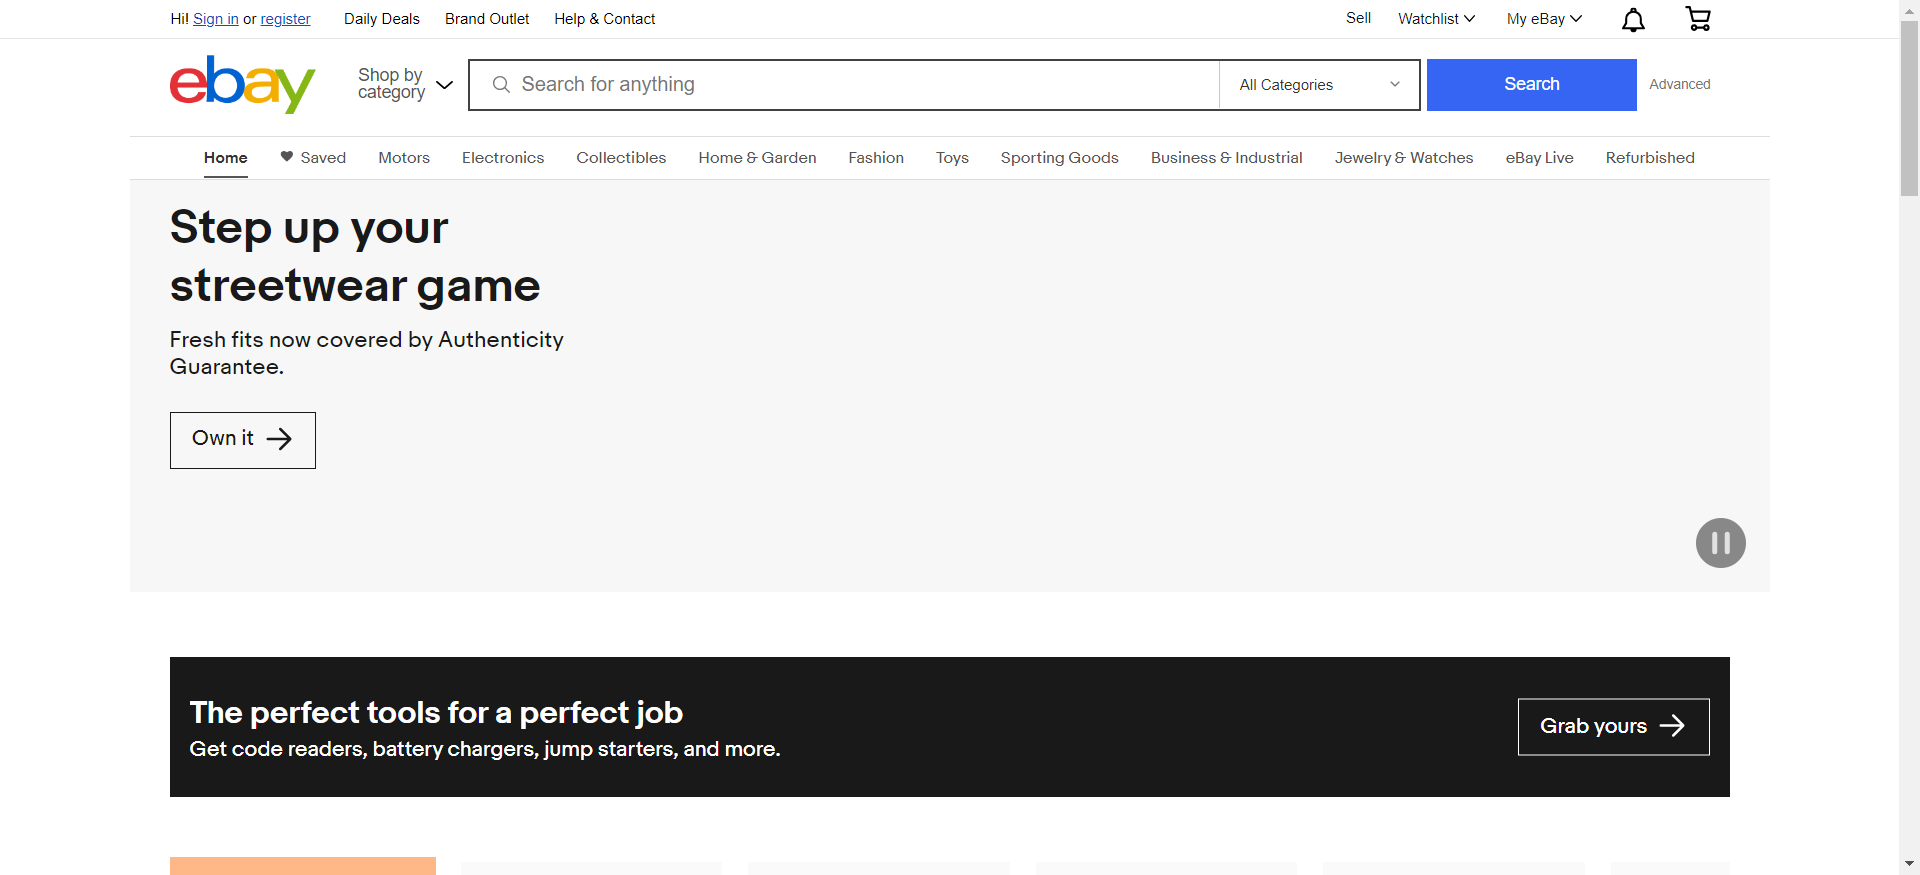 Hi! Sign in or register Daily Deals Brand Outlet Help & Contact Sell Watchlist My eBay
ebay
Shop by
category
Search for anything All Categories Search Advanced
Home Saved Motors Electronics Collectibles Home & Garden Fashion Toys Sporting Goods Business & Industrial Jewelry & Watches eBay Live Refurbished
Step up your
streetwear game
Fresh fits now covered by Authenticity
Guarantee.
Own it
The perfect tools for a perfect job
Get code readers, battery chargers, jump starters, and more.
Grab yours